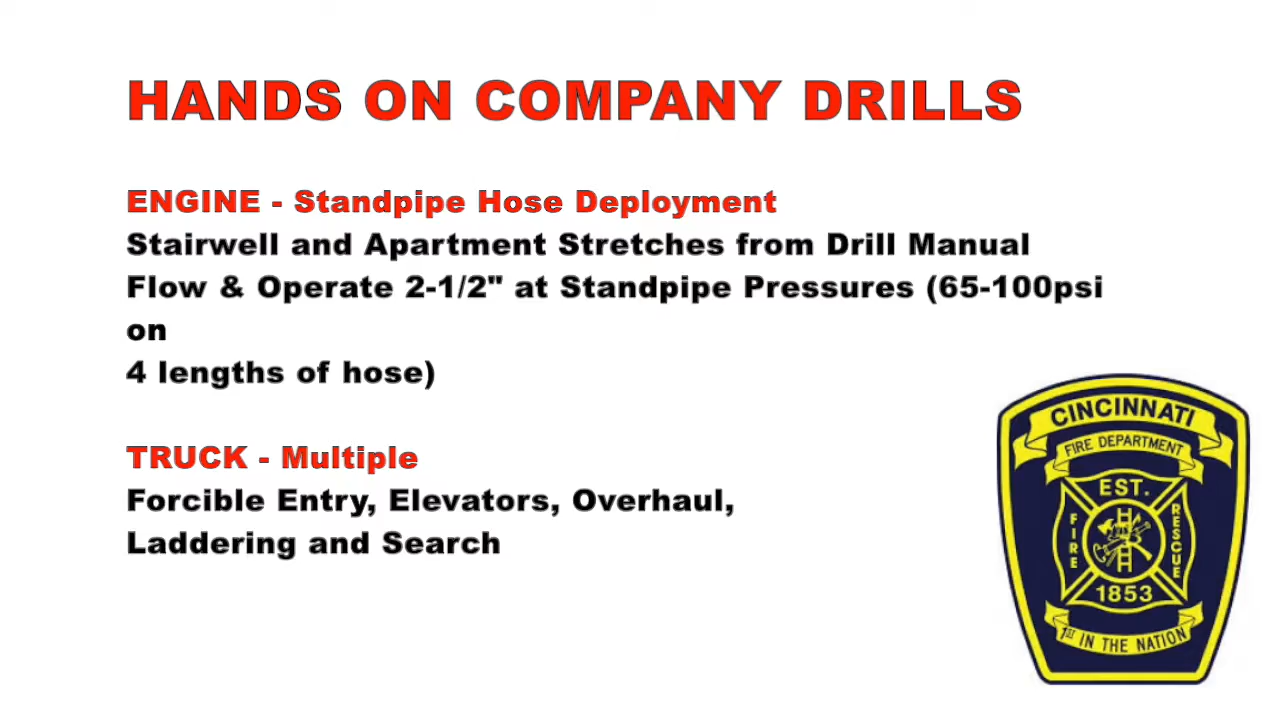 HANDS ON COMPANY DRILLS
ENGINE - Standpipe Hose Deployment
Stairwell and Apartment Stretches from Drill Manual
Flow & Operate 2-1/2" at Standpipe Pressures (65-100psi
on
4 lengths of hose)
TRUCK - Multiple
Forcible Entry, Elevators, Overhaul,
Laddering and Search
CINCINNATI
FIRE DEPARTMENT
EST.
FIRE
RESCUE
1853
1ST IN THE NATION